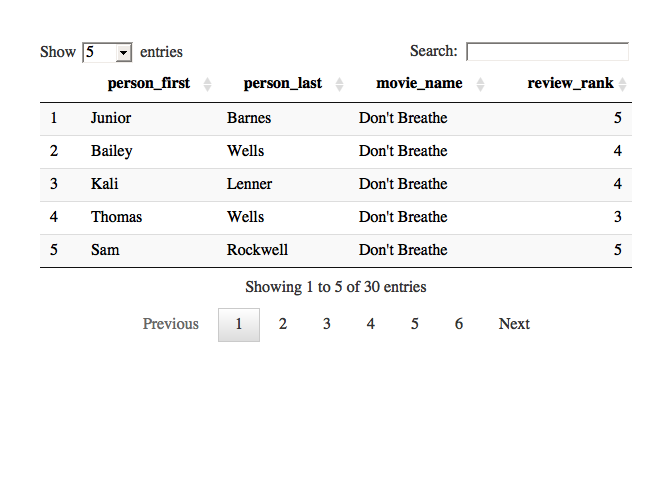 Show 5 entries Search:
person_first person_last movie_name review_rank
1 Junior Barnes Don't Breathe 5
2 Bailey Wells Don't Breathe 4
3 Kali Lenner Don't Breathe 4
4 Thomas Wells Don't Breathe 3
5 Sam Rockwell Don't Breathe 5
Showing 1 to 5 of 30 entries
Previous 1 2 3 4 5 6 Next